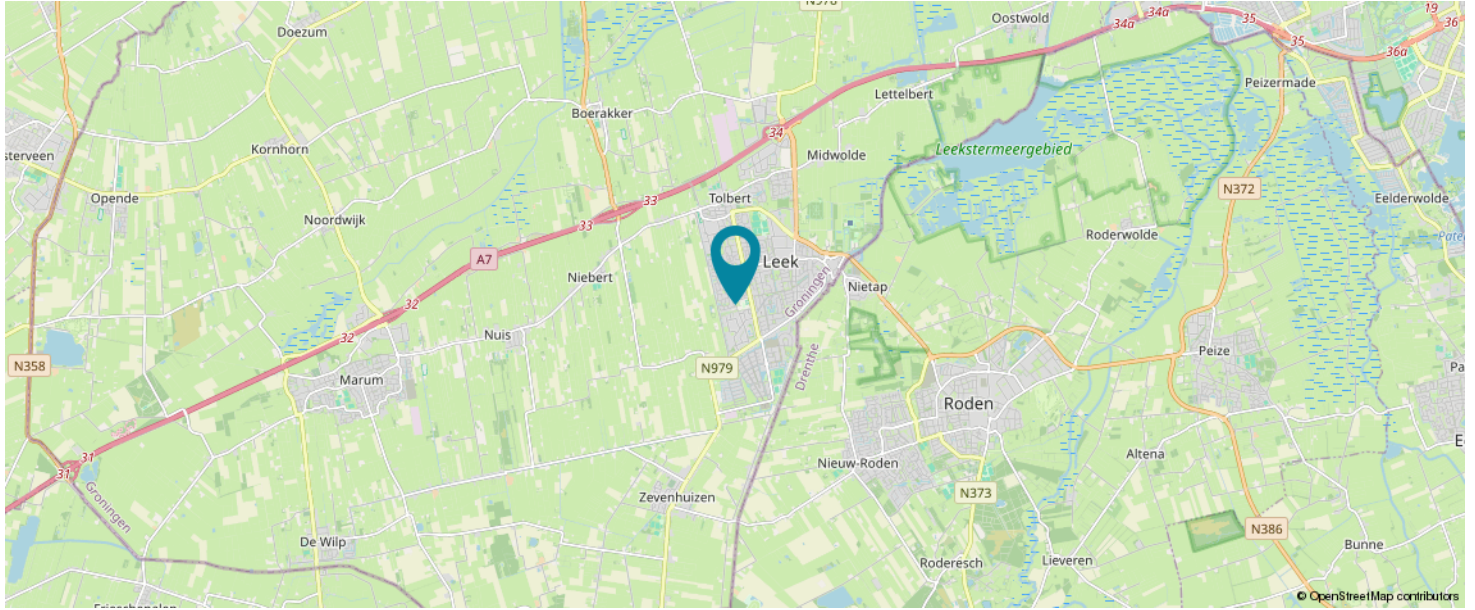 N978
Oostwold
34a
34a
35
19
36
Doezum
35
36a
Peizermade
Lettelbert
Boerakker
34
Kornhorn
Midwolde
Leekstermeergebied
sterveen
N372
Opende
Tolbert
33
Eelderwolde
Noordwijk
33
Roderwolde
Pate
A7
Leek
Niebert
Nietap
Groningen
32
Nuis
32
Peize
N358
N979
Drenthe
Marum
Pa
Roden
E
31
Altena
31
Nieuw-Roden
Groningen
N373
Zevenhuizen
N386
De Wilp
Bunne
Roderesch
Lieveren
© OpenStreetMap contributors